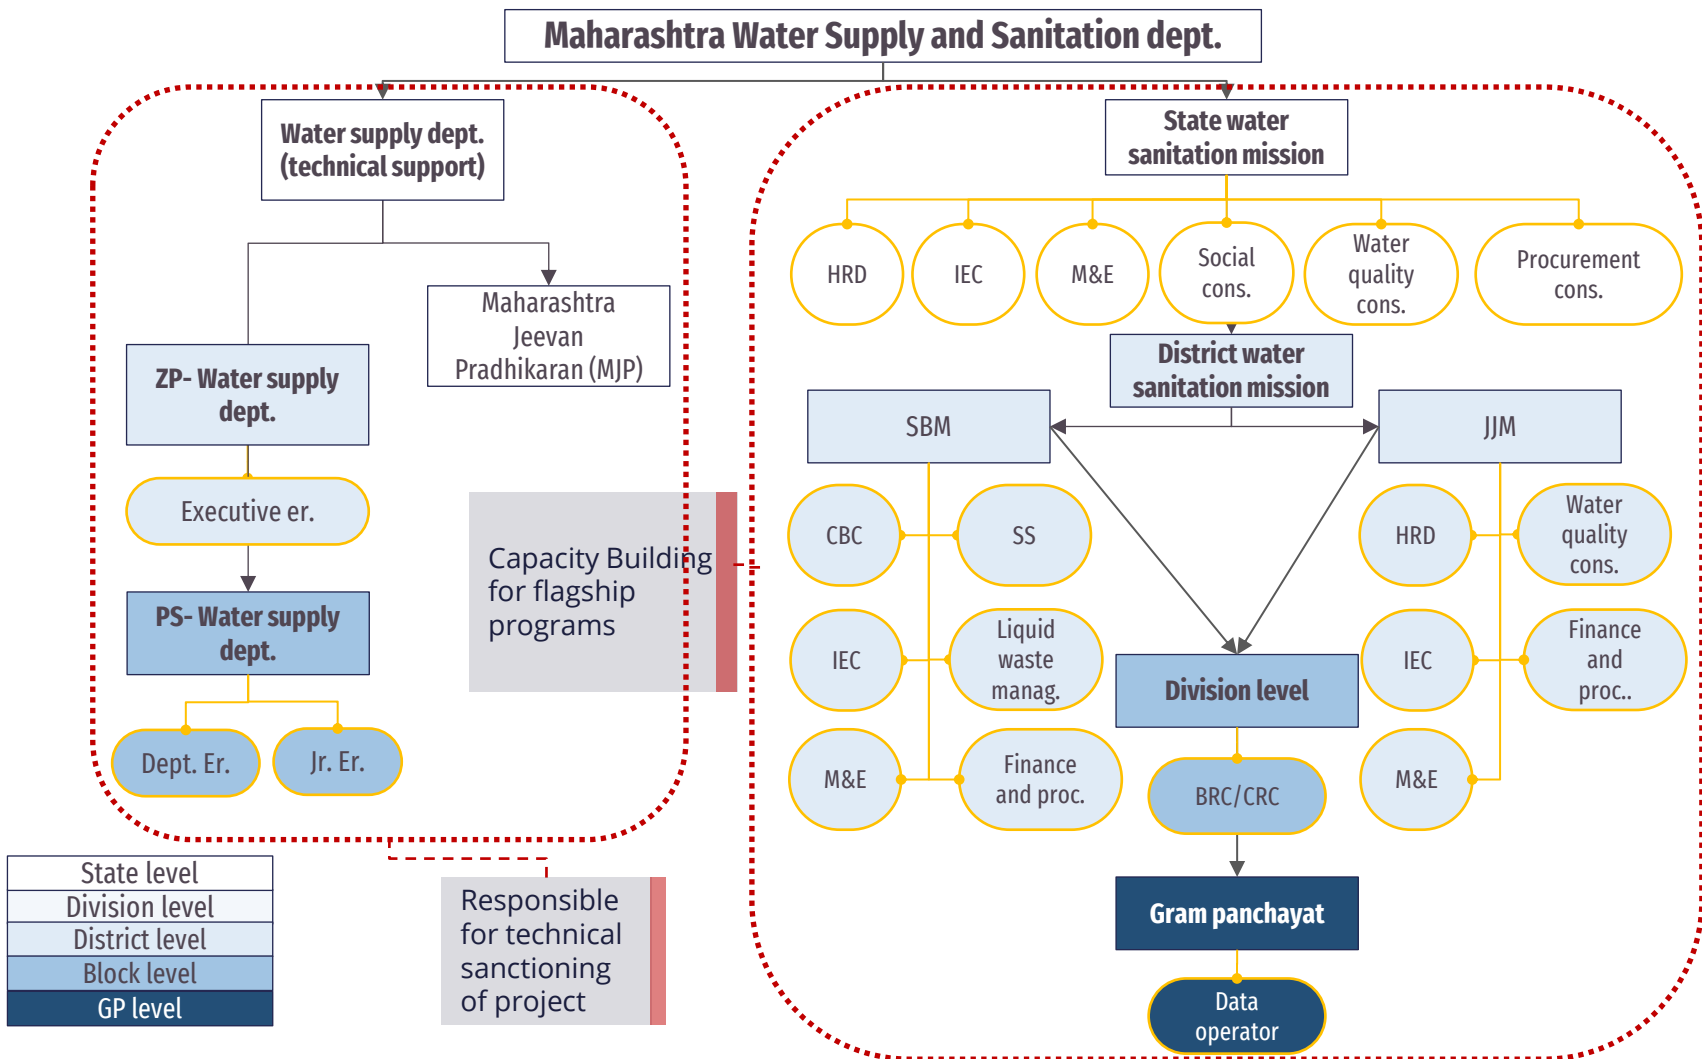 Maharashtra Water Supply and Sanitation dept.
Water supply dept.
(technical support)
Maharashtra
Jeevan
Pradhikaran (MJP)
ZP- Water supply
dept.
Executive er.
PS- Water supply
dept.
Dept. Er.
Jr. Er.
Capacity Building
for flagship
programs
Responsible
for technical
sanctioning
of project
State level
Division level
District level
Block level
GP level
State water
sanitation mission
HRD
IEC
M&E
Social
cons.
Water
quality
cons.
Procurement
cons.
District water
sanitation mission
SBM
JJM
CBC
SS
IEC
Liquid
waste
manag.
M&E
Finance
and proc.
HRD
Water
quality
cons.
IEC
Finance
and
proc..
M&E
Division level
BRC/CRC
Gram panchayat
Data
operator